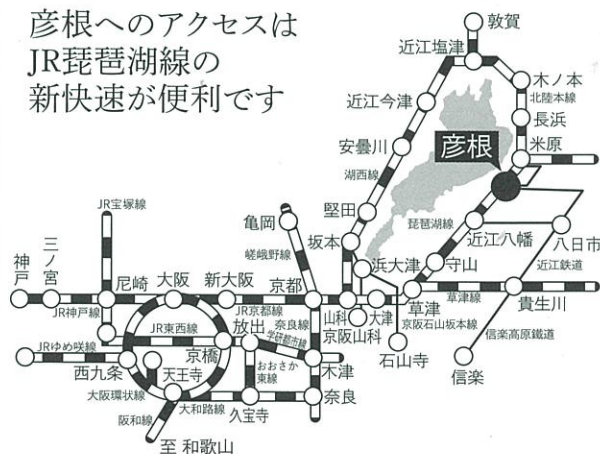 彦根へのアクセスは
JR琵琶湖線の
新快速が便利です
敦賀
近江塩津
木ノ本
北陸本線
近江今津
長浜
安曇川
米原
彦根
湖西線
JR宝塚線
亀岡
堅田
琵琶湖線
坂本
近江八幡
八日市
三ノ宮
神戸
嵯峨野線
浜大津
守山
近江鉄道
尼崎
大阪
新大阪
京都
草津
草津線
貴生川
JR神戸線
JR京都線
山科
大津
京阪石山坂本線
JR東西線
放出
奈良線
学研都市線
京阪山科
石山寺
信楽高原鐵道
JRゆめ咲線
京橋
西九条
天王寺
おおさか
東線
木津
信楽
大阪環状線
大和路線
久宝寺
奈良
阪和線
至 和歌山